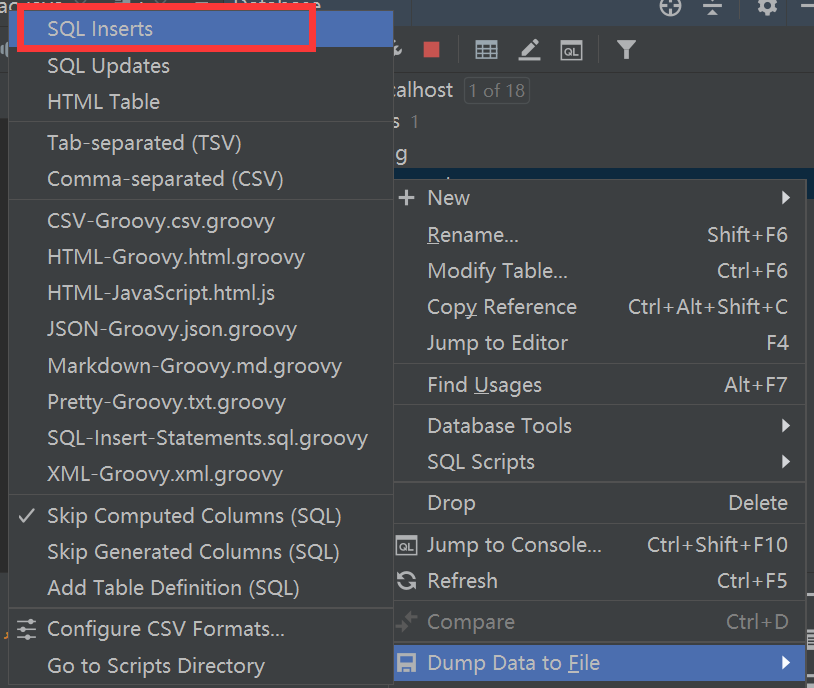 Database
SQL Inserts
SQL Updates
HTML Table
Tab-separated (TSV)
Comma-separated (CSV)
CSV-Groovy.csv.groovy
HTML-Groovy.html.groovy
HTML-JavaScript.html.js
JSON-Groovy.json.groovy
Markdown-Groovy.md.groovy
Pretty-Groovy.txt.groovy
SQL-Insert-Statements.sql.groovy
XML-Groovy.xml.groovy
Skip Computed Columns (SQL)
Skip Generated Columns (SQL)
Add Table Definition (SQL)
Configure CSV Formats...
Go to Scripts Directory
QL
calhost 1 of 18
s 1
g
New
Rename... Shift+F6
Modify Table... Ctrl+F6
Copy Reference Ctrl+Alt+Shift+C
Jump to Editor F4
Find Usages Alt+F7
Database Tools
SQL Scripts
Drop Delete
QL Jump to Console... Ctrl+Shift+F10
Refresh Ctrl+F5
Compare Ctrl+D
Dump Data to File